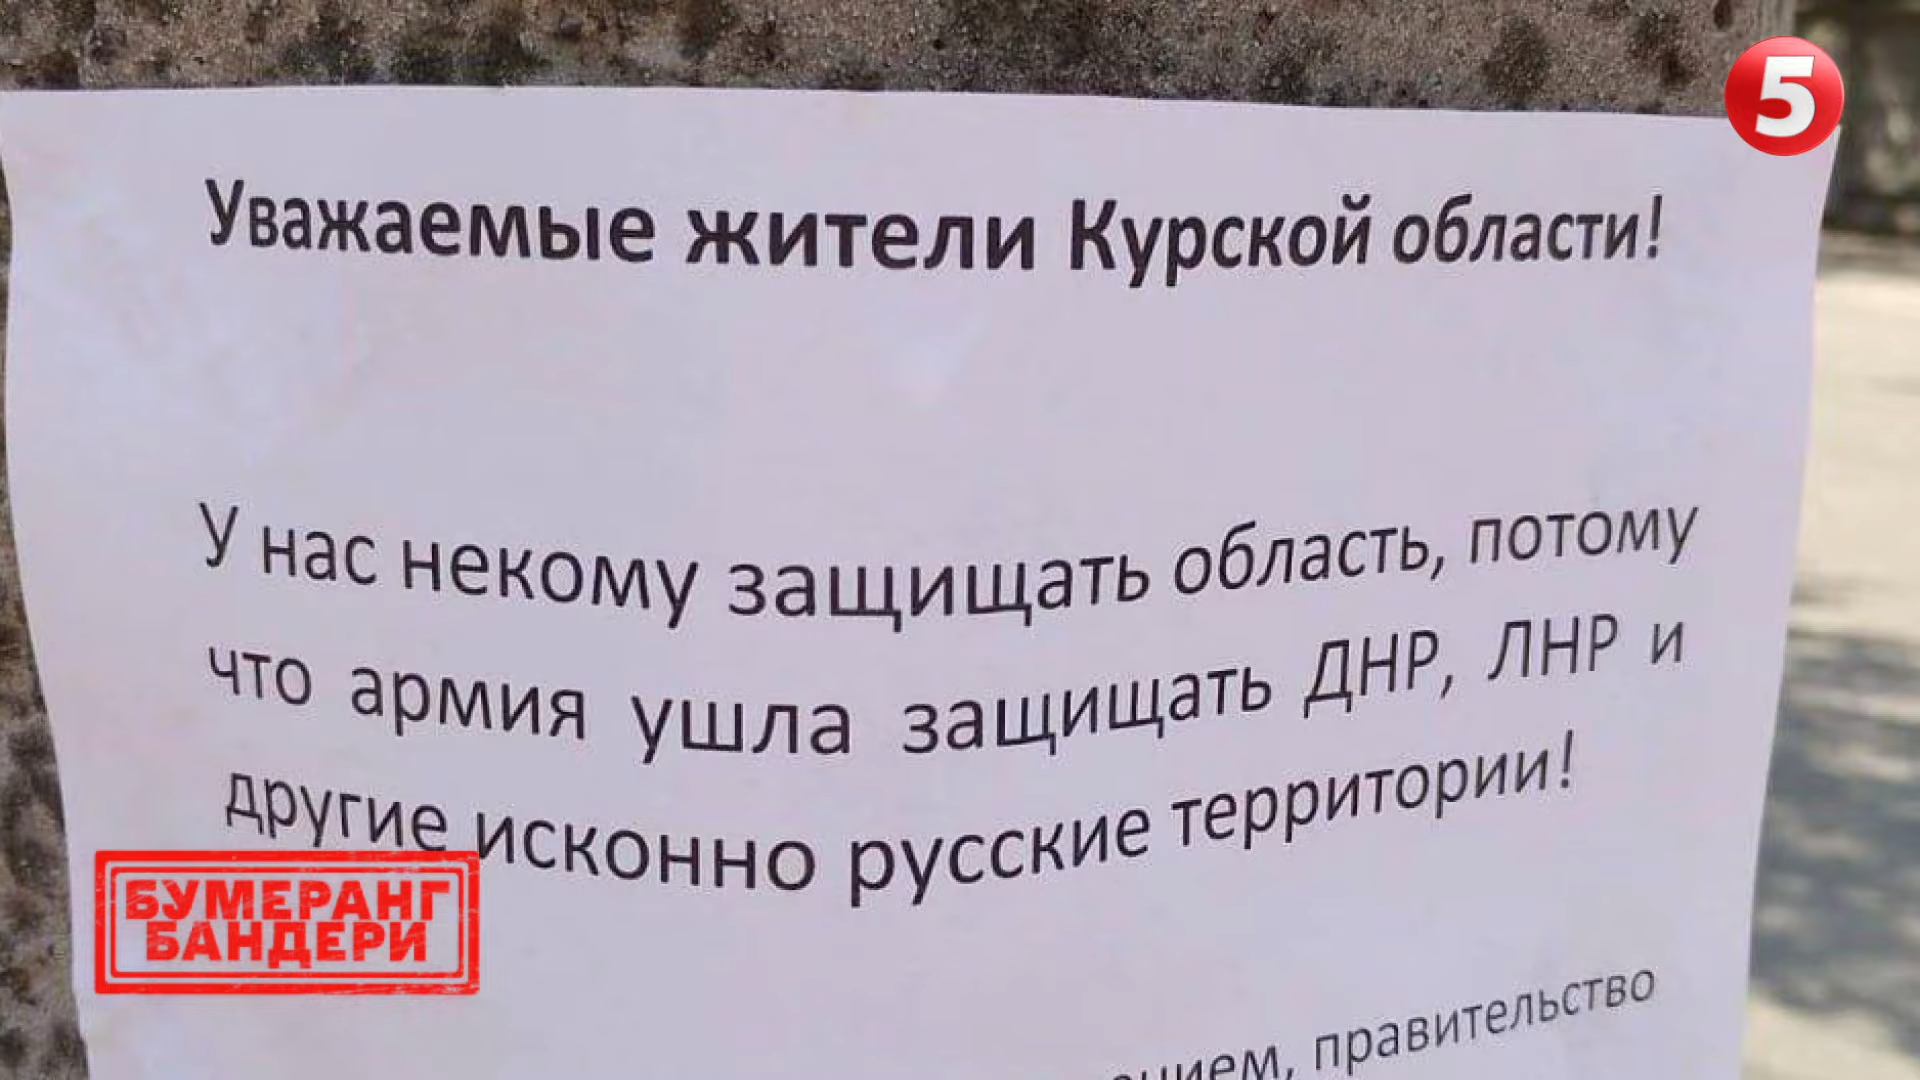 5
Уважаемые жители Курской области!
У нас некому защищать область, потому
что армия ушла защищать ДНР, ЛНР и
другие исконно русские территории!
БУМЕРАНГ
БАНДЕРИ
правительство